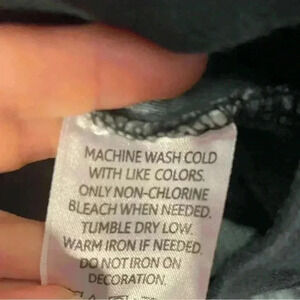 MACHINE WASH COLD
WITH LIKE COLORS.
ONLY NON-CHLORINE
BLEACH WHEN NEEDED.
TUMBLE DRY LOW.
WARM IRON IF NEEDED.
DO NOT IRON ON
DECORATION.